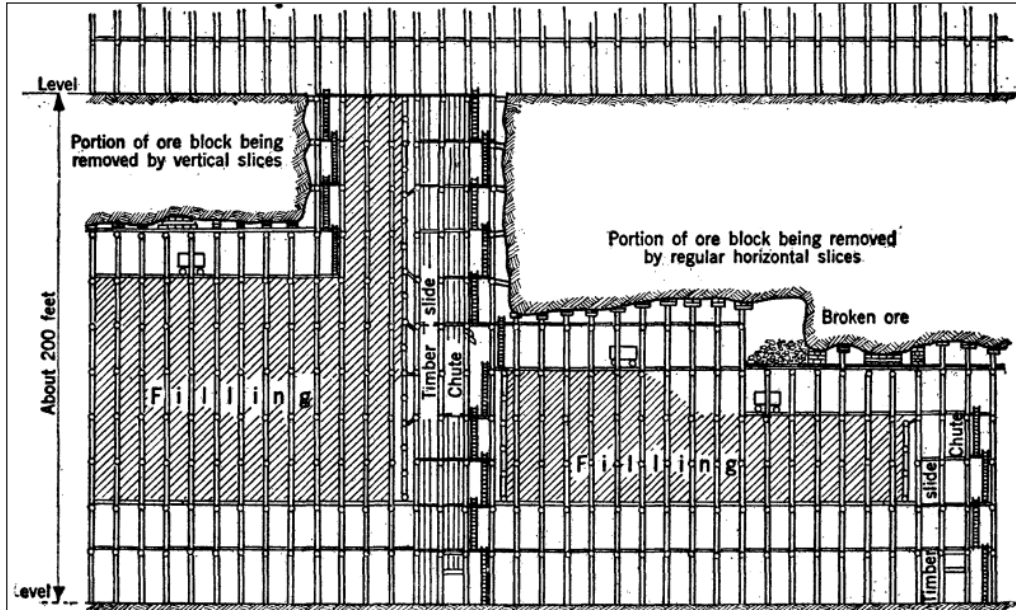 Level
Portion of ore block being
removed by vertical slices
Portion of ore block being removed
by regular horizontal slices
Broken ore
About 200 feet
Filling
Timber slide
Chute
Filling
Chute
Timber slide
Level